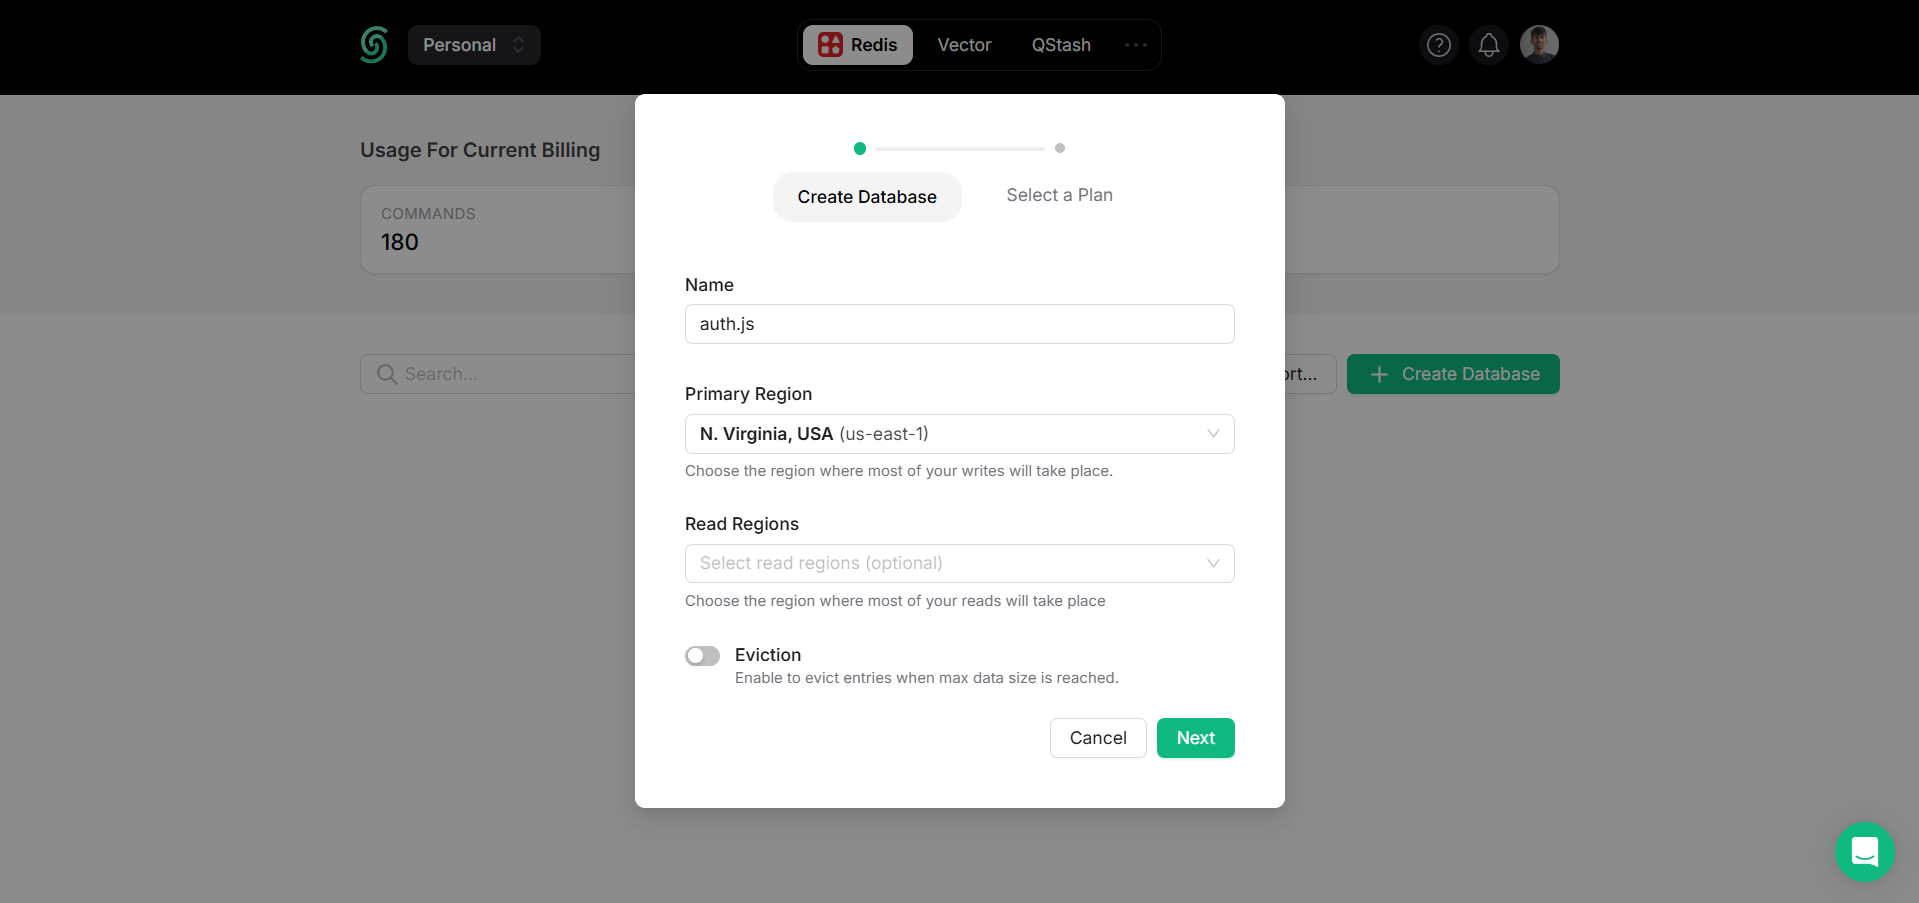 Personal
Redis
Vector
QStash
Usage For Current Billing
COMMANDS
180
Search...
ort...
Create Database
Create Database
Select a Plan
Name
auth.js
Primary Region
N. Virginia, USA (us-east-1)
Choose the region where most of your writes will take place.
Read Regions
Select read regions (optional)
Choose the region where most of your reads will take place
Eviction
Enable to evict entries when max data size is reached.
Cancel
Next